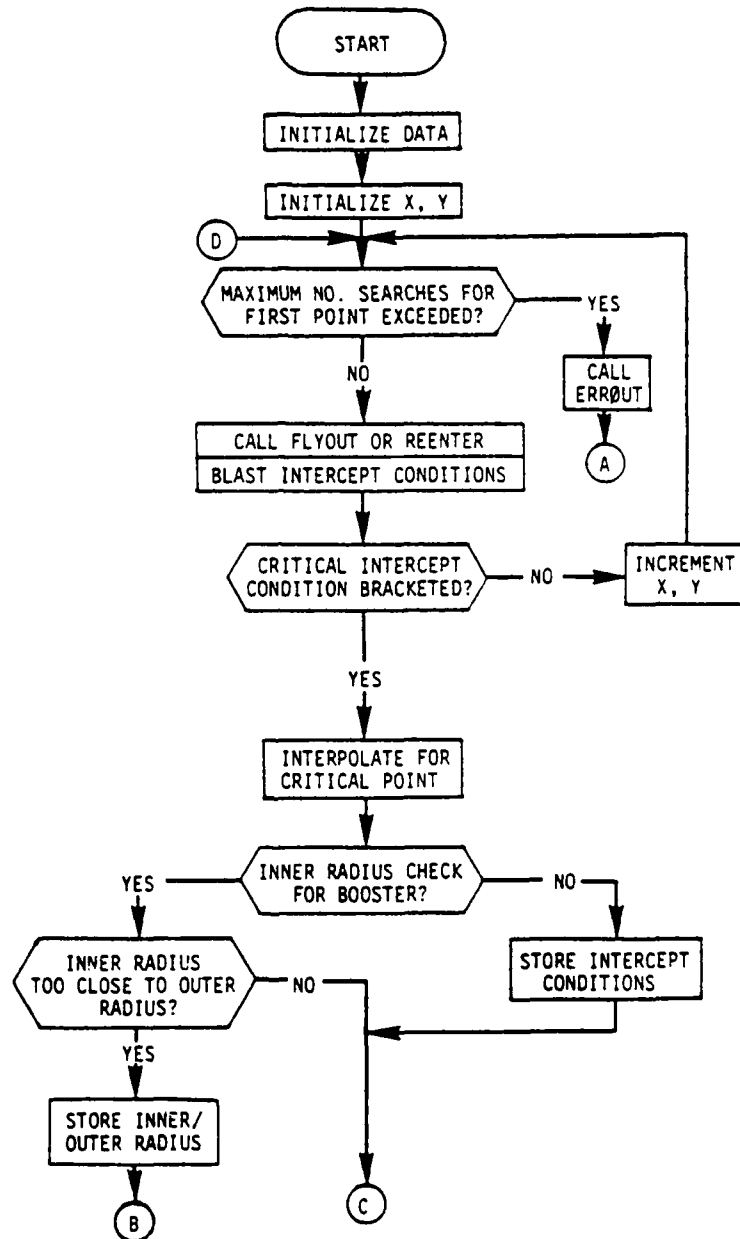 START
INITIALIZE DATA
INITIALIZE X, Y
D
MAXIMUM NO. SEARCHES FOR
FIRST POINT EXCEEDED?
YES
NO
CALL
ERRØUT
A
CALL FLYOUT OR REENTER
BLAST INTERCEPT CONDITIONS
CRITICAL INTERCEPT
CONDITION BRACKETED?
NO
INCREMENT
X, Y
YES
INTERPOLATE FOR
CRITICAL POINT
INNER RADIUS CHECK
FOR BOOSTER?
YES
NO
INNER RADIUS
TOO CLOSE TO OUTER
RADIUS?
NO
STORE INTERCEPT
CONDITIONS
YES
STORE INNER/
OUTER RADIUS
B
C